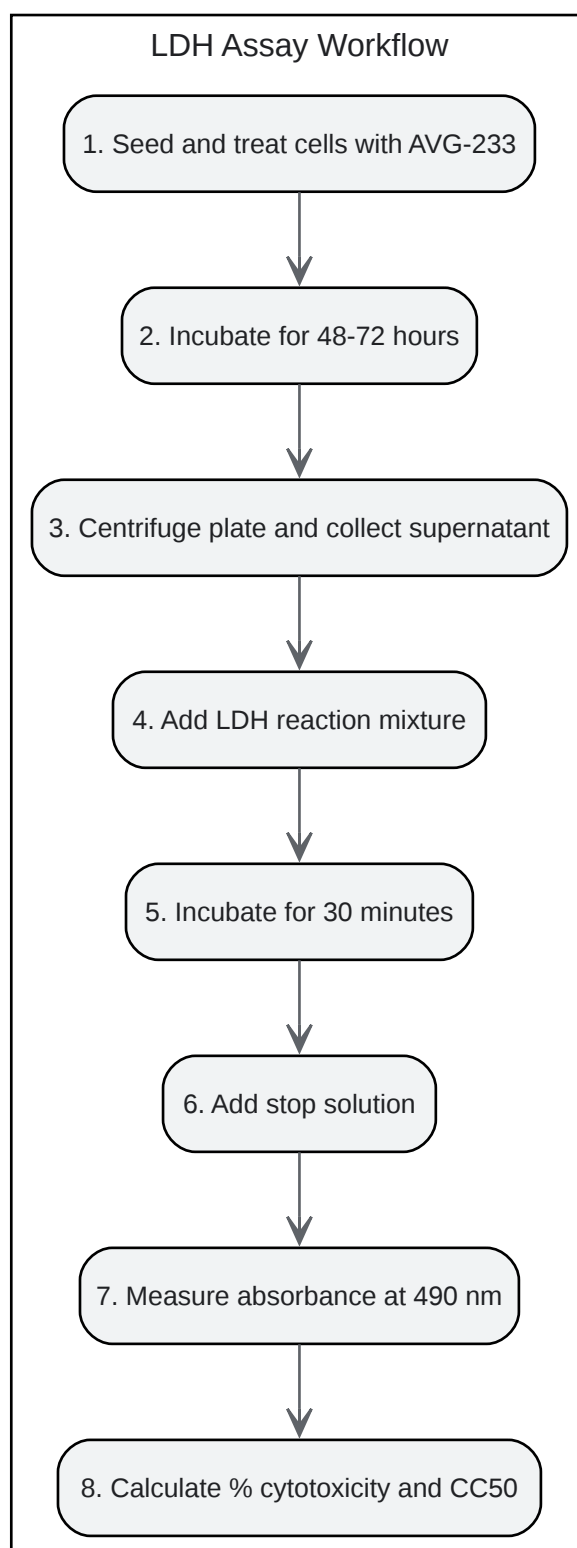 LDH Assay Workflow
1. Seed and treat cells with AVG-233
2. Incubate for 48-72 hours
3. Centrifuge plate and collect supernatant
4. Add LDH reaction mixture
5. Incubate for 30 minutes
6. Add stop solution
7. Measure absorbance at 490 nm
8. Calculate % cytotoxicity and CC50